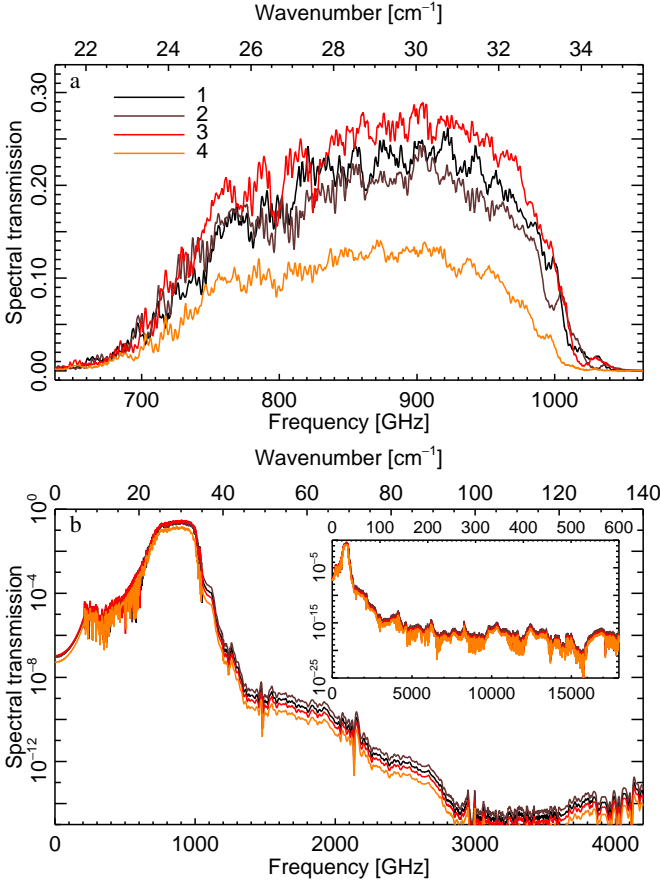 Wavenumber [cm−1]
22 24 26 28 30 32 34
a
1
2
3
4
0.30
0.20
0.10
0.00
Spectral transmission
700 800 900 1000
Frequency [GHz]
Wavenumber [cm−1]
0 20 40 60 80 100 120 140
b
10^0
10^−4
10^−8
10^−12
Spectral transmission
0 100 200 300 400 500 600
10^−5
10^−15
10^−25
0 5000 10000 15000
0 1000 2000 3000 4000
Frequency [GHz]